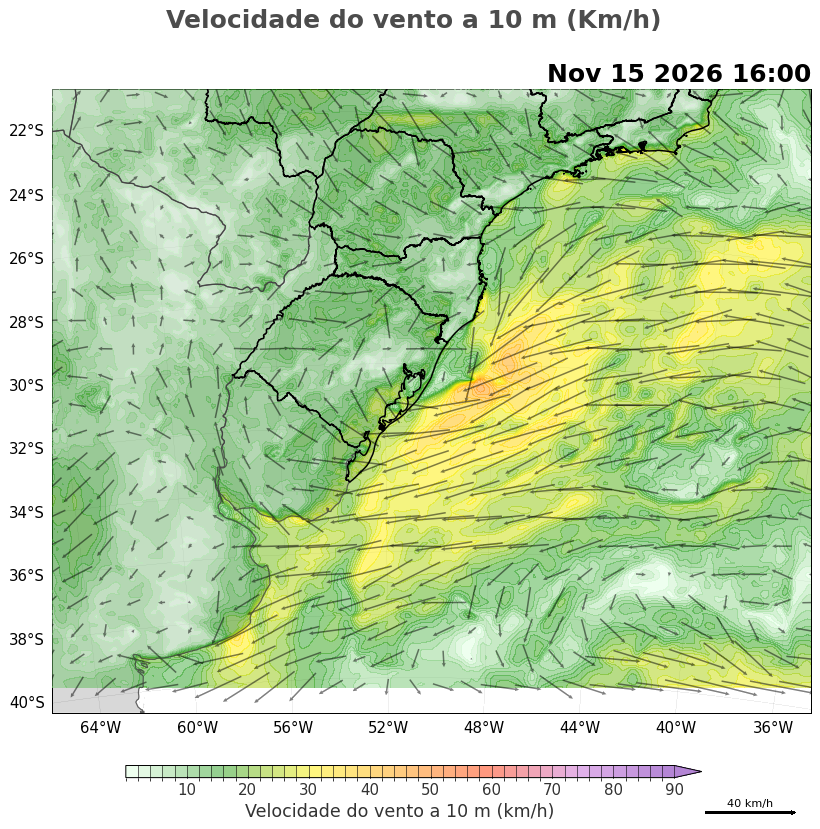 Velocidade do vento a 10 m (Km/h)
Nov 15 2026 16:00
22°S
24°S
26°S
28°S
30°S
32°S
34°S
36°S
38°S
40°S
64°W 60°W 56°W 52°W 48°W 44°W 40°W 36°W
10 20 30 40 50 60 70 80 90
Velocidade do vento a 10 m (km/h)
40 km/h